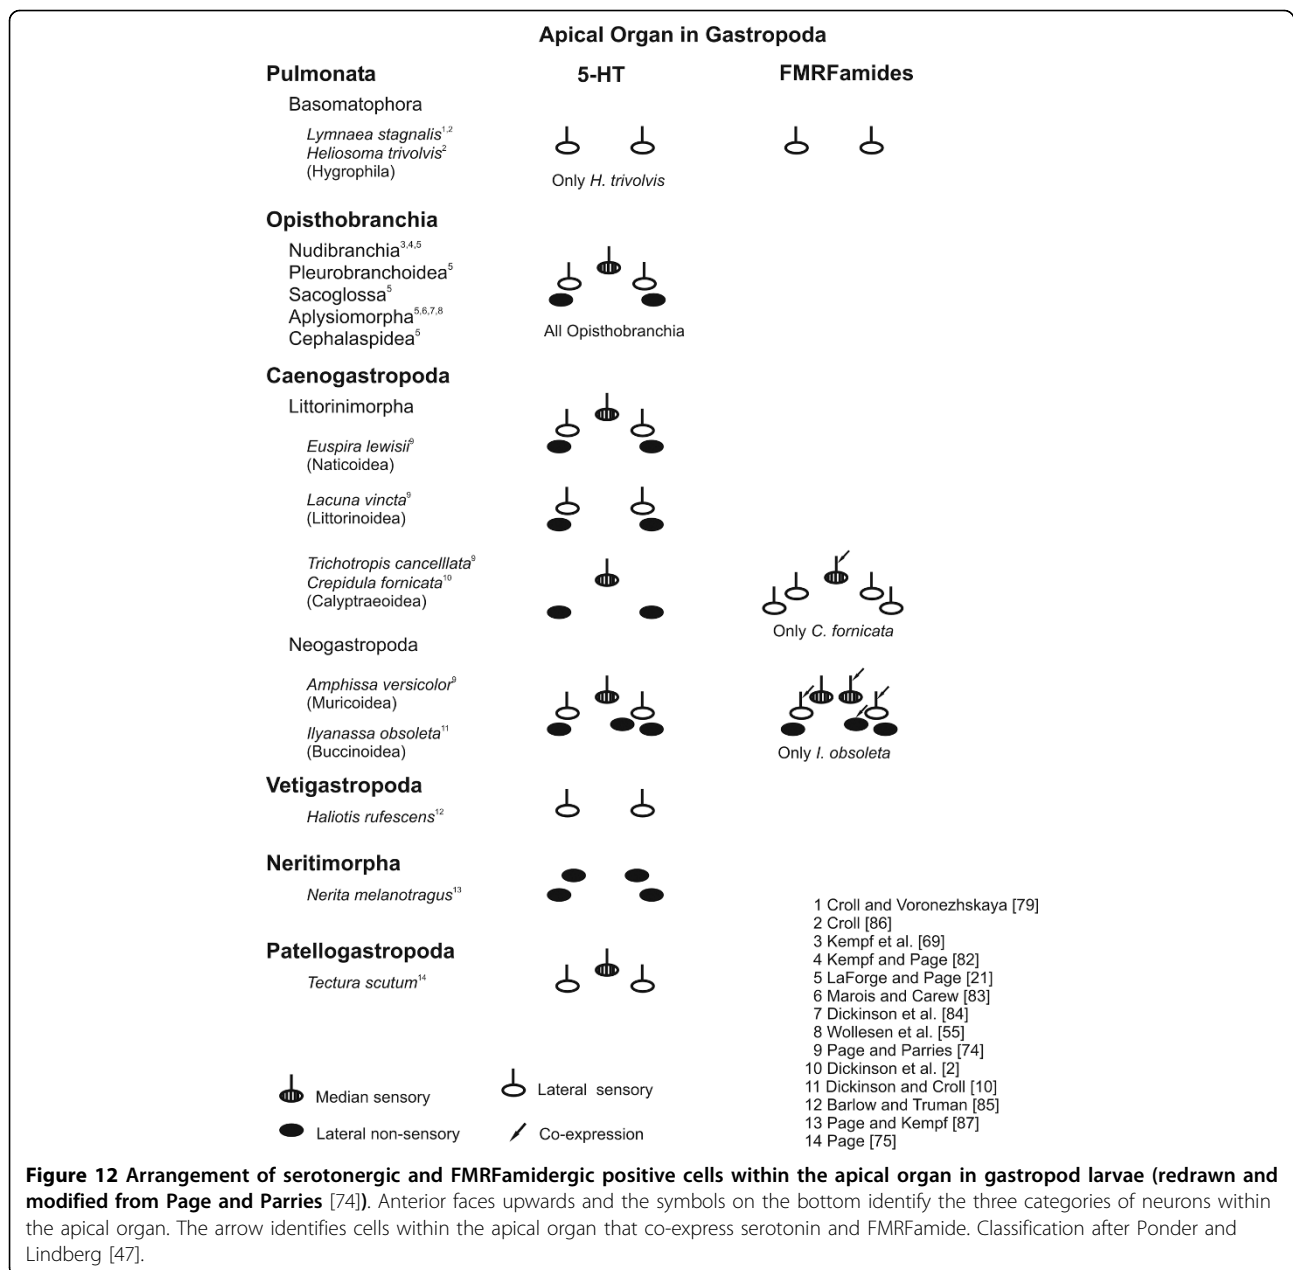 Apical Organ in Gastropoda
Pulmonata 5-HT FMRFamides
Basomatophora
Lymnaea stagnalis1,2
Heliosoma trivolvis2
(Hygrophila)
Only H. trivolvis
Opisthobranchia
Nudibranchia3,4,5
Pleurobranchoidea5
Sacoglossa5
Aplysiomorpha5,6,7,8
Cephalaspidea5
All Opisthobranchia
Caenogastropoda
Littorinimorpha
Euspira lewisii9
(Naticoidea)
Lacuna vincta9
(Littorinoidea)
Trichotropis cancelllata9
Crepidula fornicata10
(Calyptraeoidea)
Only C. fornicata
Neogastropoda
Amphissa versicolor9
(Muricoidea)
Ilyanassa obsoleta11
(Buccinoidea)
Only I. obsoleta
Vetigastropoda
Haliotis rufescens12
Neritimorpha
Nerita melanotragus13
Patellogastropoda
Tectura scutum14
Median sensory
Lateral sensory
Lateral non-sensory
Co-expression
1 Croll and Voronezhskaya [79]
2 Croll [86]
3 Kempf et al. [69]
4 Kempf and Page [82]
5 LaForge and Page [21]
6 Marois and Carew [83]
7 Dickinson et al. [84]
8 Wollesen et al. [55]
9 Page and Parries [74]
10 Dickinson et al. [2]
11 Dickinson and Croll [10]
12 Barlow and Truman [85]
13 Page and Kempf [87]
14 Page [75]
Figure 12 Arrangement of serotonergic and FMRFamidergic positive cells within the apical organ in gastropod larvae (redrawn and
modified from Page and Parries [74]). Anterior faces upwards and the symbols on the bottom identify the three categories of neurons within
the apical organ. The arrow identifies cells within the apical organ that co-express serotonin and FMRFamide. Classification after Ponder and
Lindberg [47].